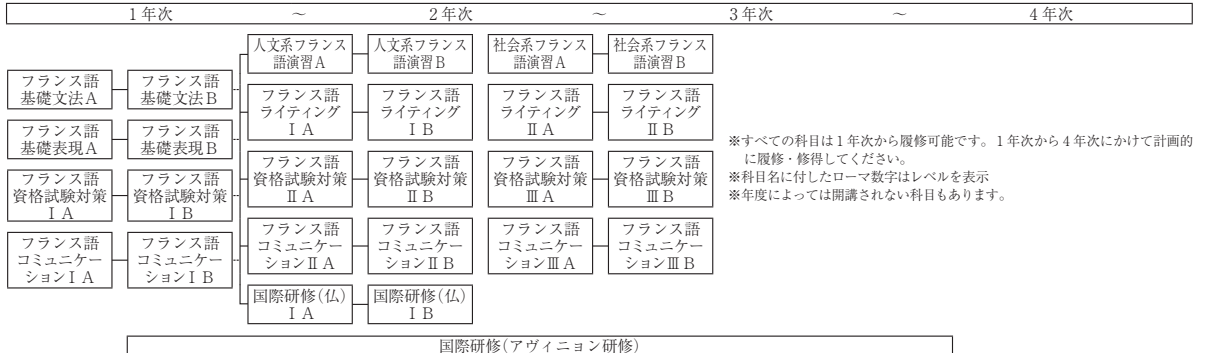 1年次 ～ 2年次 ～ 3年次 ～ 4年次
人文系フランス
語演習A
人文系フランス
語演習B
社会系フランス
語演習A
社会系フランス
語演習B
フランス語
基礎文法A
フランス語
基礎文法B
フランス語
ライティング
ⅠA
フランス語
ライティング
ⅠB
フランス語
ライティング
ⅡA
フランス語
ライティング
ⅡB
フランス語
基礎表現A
フランス語
基礎表現B
フランス語
資格試験対策
ⅠA
フランス語
資格試験対策
ⅠB
フランス語
資格試験対策
ⅡA
フランス語
資格試験対策
ⅡB
フランス語
資格試験対策
ⅢA
フランス語
資格試験対策
ⅢB
フランス語
コミュニケー
ションⅠA
フランス語
コミュニケー
ションⅠB
フランス語
コミュニケー
ションⅡA
フランス語
コミュニケー
ションⅡB
フランス語
コミュニケー
ションⅢA
フランス語
コミュニケー
ションⅢB
国際研修(仏)
ⅠA
国際研修(仏)
ⅠB
※すべての科目は1年次から履修可能です。1年次から4年次にかけて計画的
に履修・修得してください。
※科目名に付したローマ数字はレベルを表示
※年度によっては開講されない科目もあります。
国際研修(アヴィニョン研修)